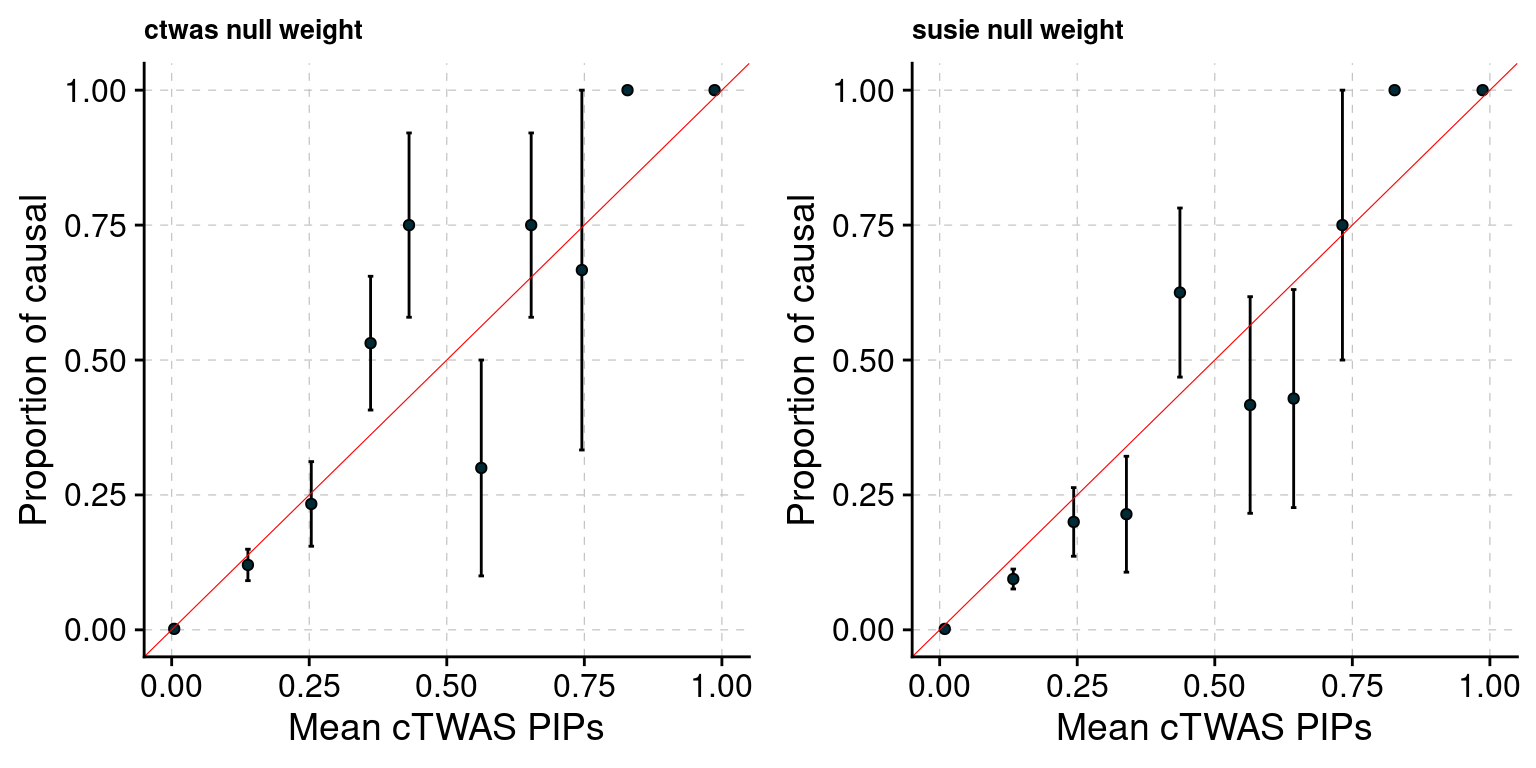 ctwas null weight
Proportion of causal
1.00
0.75
0.50
0.25
0.00
0.00 0.25 0.50 0.75 1.00
Mean cTWAS PIPs
susie null weight
Proportion of causal
1.00
0.75
0.50
0.25
0.00
0.00 0.25 0.50 0.75 1.00
Mean cTWAS PIPs